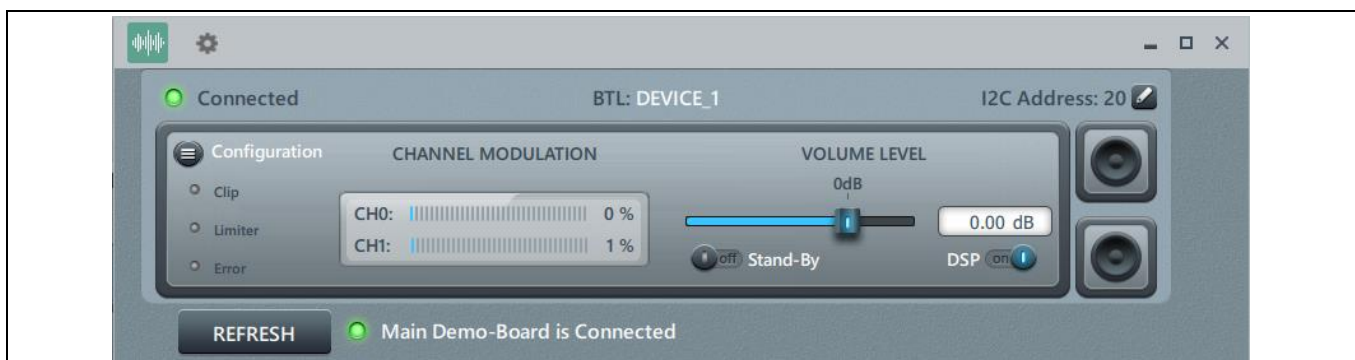 Connected BTL: DEVICE_1 I2C Address: 20
Configuration CHANNEL MODULATION VOLUME LEVEL
Clip
0dB
CH0: 0 % 0.00 dB
Limiter
CH1: 1 %
off Stand-By DSP on
Error
REFRESH Main Demo-Board is Connected